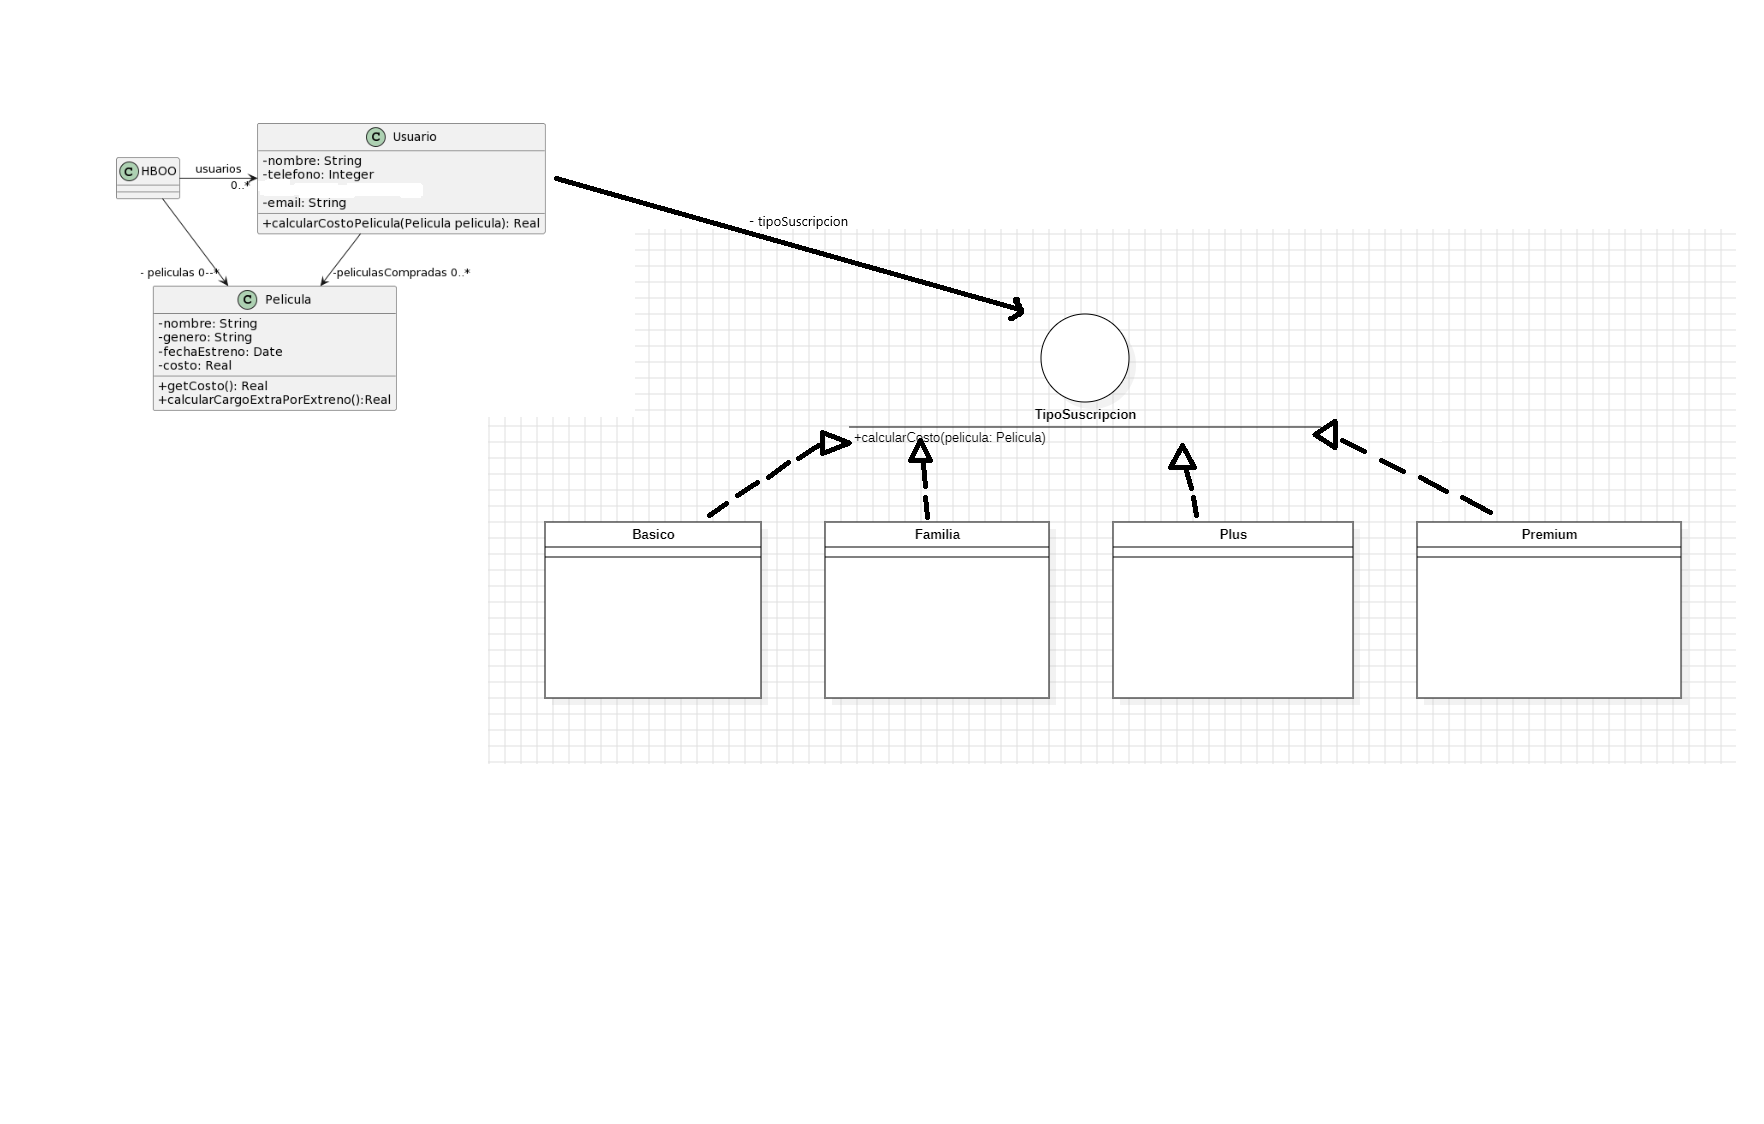 C Usuario
-nombre: String
-telefono: Integer
-email: String
+calcularCostoPelicula(Pelicula pelicula): Real
C HBOO
usuarios
0..*
- tipoSuscripcion
- peliculas 0--*
-peliculasCompradas 0..*
C Pelicula
-nombre: String
-genero: String
-fechaEstreno: Date
-costo: Real
+getCosto(): Real
+calcularCargoExtraPorExtreno():Real
TipoSuscripcion
+calcularCosto(pelicula: Pelicula)
Basico
Familia
Plus
Premium